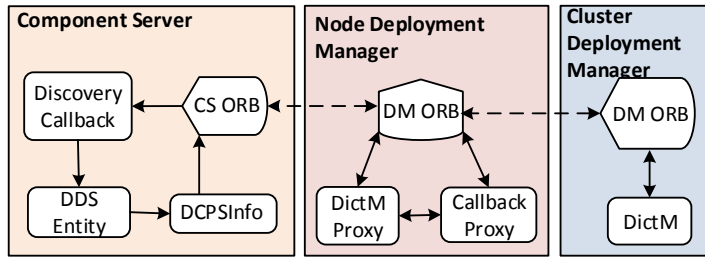 Component Server
Discovery
Callback
CS ORB
DDS
Entity
DCPSInfo
Node Deployment
Manager
DM ORB
DictM
Proxy
Callback
Proxy
Cluster
Deployment
Manager
DM ORB
DictM